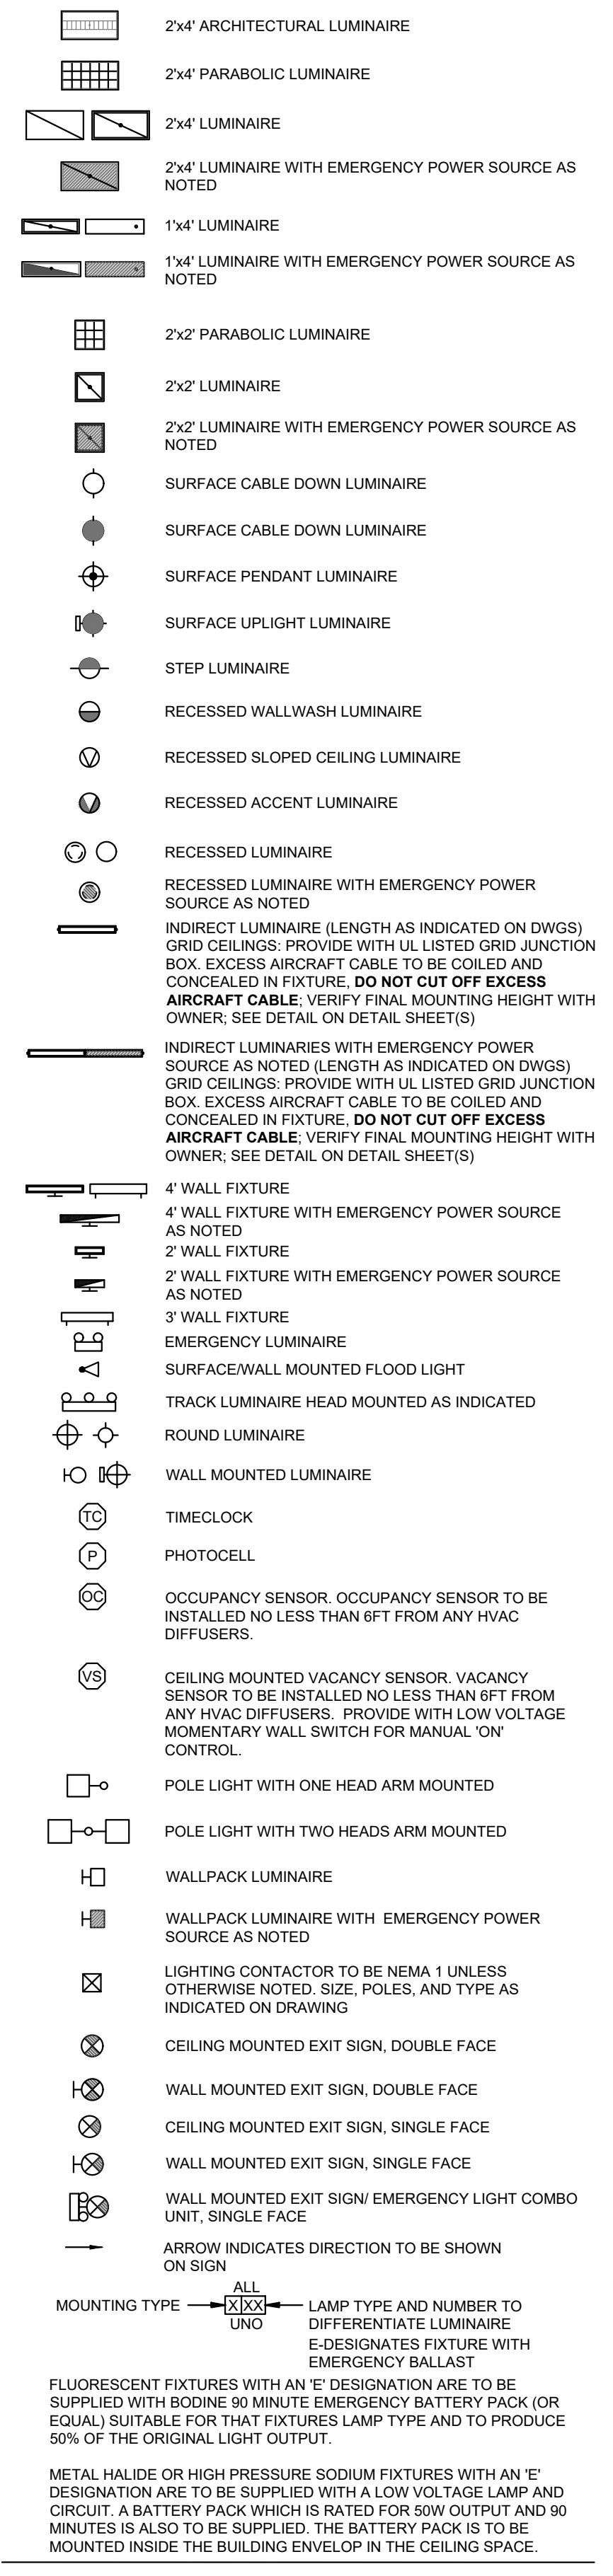 2'x4' ARCHITECTURAL LUMINAIRE
2'x4' PARABOLIC LUMINAIRE
2'x4' LUMINAIRE
2'x4' LUMINAIRE WITH EMERGENCY POWER SOURCE AS
NOTED
1'x4' LUMINAIRE
1'x4' LUMINAIRE WITH EMERGENCY POWER SOURCE AS
NOTED
2'x2' PARABOLIC LUMINAIRE
2'x2' LUMINAIRE
2'x2' LUMINAIRE WITH EMERGENCY POWER SOURCE AS
NOTED
SURFACE CABLE DOWN LUMINAIRE
SURFACE CABLE DOWN LUMINAIRE
SURFACE PENDANT LUMINAIRE
SURFACE UPLIGHT LUMINAIRE
STEP LUMINAIRE
RECESSED WALLWASH LUMINAIRE
RECESSED SLOPED CEILING LUMINAIRE
RECESSED ACCENT LUMINAIRE
RECESSED LUMINAIRE
RECESSED LUMINAIRE WITH EMERGENCY POWER
SOURCE AS NOTED
INDIRECT LUMINAIRE (LENGTH AS INDICATED ON DWGS)
GRID CEILINGS: PROVIDE WITH UL LISTED GRID JUNCTION
BOX. EXCESS AIRCRAFT CABLE TO BE COILED AND
CONCEALED IN FIXTURE, DO NOT CUT OFF EXCESS
AIRCRAFT CABLE; VERIFY FINAL MOUNTING HEIGHT WITH
OWNER; SEE DETAIL ON DETAIL SHEET(S)
INDIRECT LUMINARIES WITH EMERGENCY POWER
SOURCE AS NOTED (LENGTH AS INDICATED ON DWGS)
GRID CEILINGS: PROVIDE WITH UL LISTED GRID JUNCTION
BOX. EXCESS AIRCRAFT CABLE TO BE COILED AND
CONCEALED IN FIXTURE, DO NOT CUT OFF EXCESS
AIRCRAFT CABLE; VERIFY FINAL MOUNTING HEIGHT WITH
OWNER; SEE DETAIL ON DETAIL SHEET(S)
4' WALL FIXTURE
4' WALL FIXTURE WITH EMERGENCY POWER SOURCE
AS NOTED
2' WALL FIXTURE
2' WALL FIXTURE WITH EMERGENCY POWER SOURCE
AS NOTED
3' WALL FIXTURE
EMERGENCY LUMINAIRE
SURFACE/WALL MOUNTED FLOOD LIGHT
TRACK LUMINAIRE HEAD MOUNTED AS INDICATED
ROUND LUMINAIRE
WALL MOUNTED LUMINAIRE
TC TIMECLOCK
P PHOTOCELL
OC OCCUPANCY SENSOR. OCCUPANCY SENSOR TO BE
INSTALLED NO LESS THAN 6FT FROM ANY HVAC
DIFFUSERS.
VS CEILING MOUNTED VACANCY SENSOR. VACANCY
SENSOR TO BE INSTALLED NO LESS THAN 6FT FROM
ANY HVAC DIFFUSERS. PROVIDE WITH LOW VOLTAGE
MOMENTARY WALL SWITCH FOR MANUAL 'ON'
CONTROL.
POLE LIGHT WITH ONE HEAD ARM MOUNTED
POLE LIGHT WITH TWO HEADS ARM MOUNTED
WALLPACK LUMINAIRE
WALLPACK LUMINAIRE WITH EMERGENCY POWER
SOURCE AS NOTED
LIGHTING CONTACTOR TO BE NEMA 1 UNLESS
OTHERWISE NOTED. SIZE, POLES, AND TYPE AS
INDICATED ON DRAWING
CEILING MOUNTED EXIT SIGN, DOUBLE FACE
WALL MOUNTED EXIT SIGN, DOUBLE FACE
CEILING MOUNTED EXIT SIGN, SINGLE FACE
WALL MOUNTED EXIT SIGN, SINGLE FACE
WALL MOUNTED EXIT SIGN/ EMERGENCY LIGHT COMBO
UNIT, SINGLE FACE
ARROW INDICATES DIRECTION TO BE SHOWN
ON SIGN
ALL
MOUNTING TYPE X XX LAMP TYPE AND NUMBER TO
UNO DIFFERENTIATE LUMINAIRE
E-DESIGNATES FIXTURE WITH
EMERGENCY BALLAST
FLUORESCENT FIXTURES WITH AN 'E' DESIGNATION ARE TO BE
SUPPLIED WITH BODINE 90 MINUTE EMERGENCY BATTERY PACK (OR
EQUAL) SUITABLE FOR THAT FIXTURES LAMP TYPE AND TO PRODUCE
50% OF THE ORIGINAL LIGHT OUTPUT.
METAL HALIDE OR HIGH PRESSURE SODIUM FIXTURES WITH AN 'E'
DESIGNATION ARE TO BE SUPPLIED WITH A LOW VOLTAGE LAMP AND
CIRCUIT. A BATTERY PACK WHICH IS RATED FOR 50W OUTPUT AND 90
MINUTES IS ALSO TO BE SUPPLIED. THE BATTERY PACK IS TO BE
MOUNTED INSIDE THE BUILDING ENVELOP IN THE CEILING SPACE.